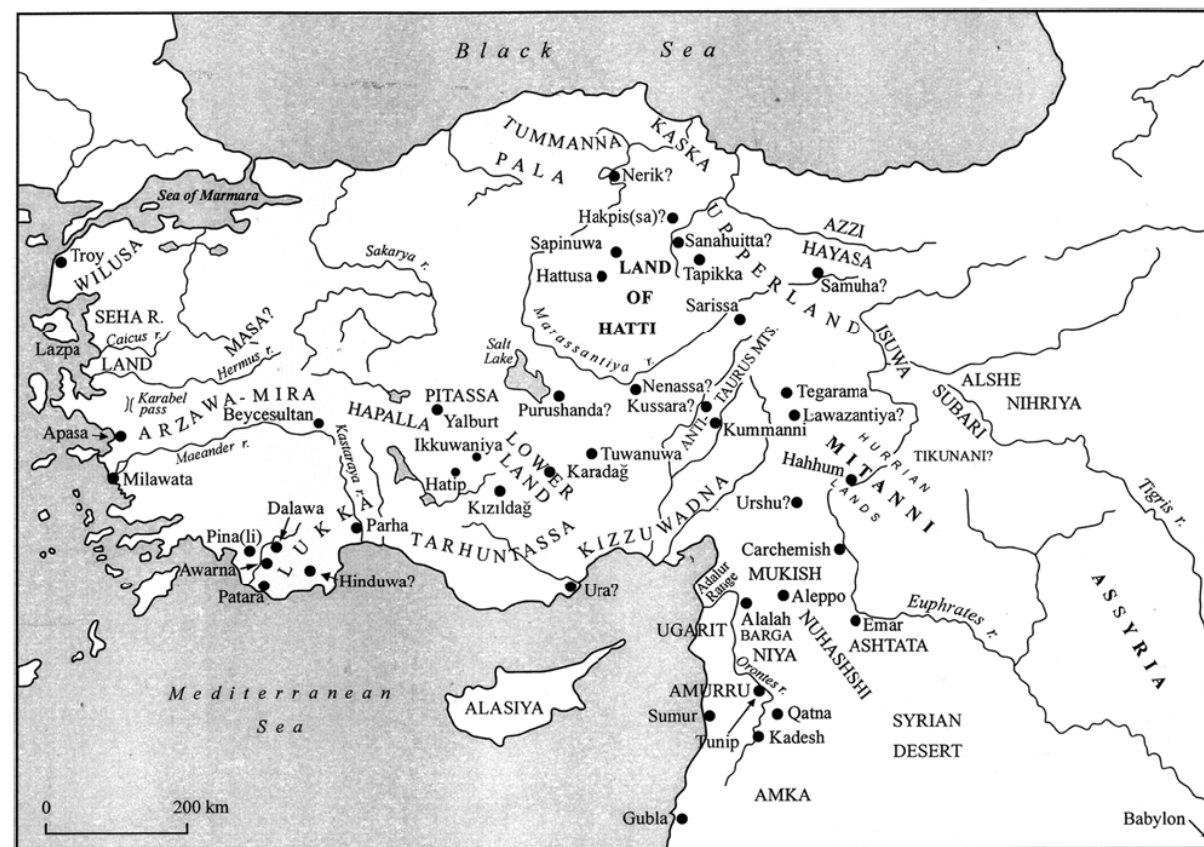 Black Sea
TUMMANNA
KAŠKA
PALA
Nerik?
Sea of Marmara
Hakpis(sa)?
UPPER LAND
AZZI
Troy
WILUSA
Sakarya r.
Sapinuwa
Sanahuitta?
HAYASA
Hattusa
LAND
OF
HATTI
Tapikka
Samuha?
Sarissa
SEHA R.
LAND
Caicus r.
MASA?
Lazpa
Hermus r.
Marassantiya r.
ISUWA
Salt
Lake
ANTI-TAURUS MTS.
Karabel
pass
ARZAWA-MIRA
Beycesultan
HAPALLA
PITASSA
Yalburt
Purushanda?
Nenassa?
Kussara?
Tegarama
Lawazantiya?
ALSHE
NIHRIYA
SUBARI
Apasa
Maeander r.
Kastaraya r.
Ikkuwaniya
LOWER
LAND
Tuwanuwa
Karadağ
Kummanni
HURRIAN
LANDS
MITANNI
TIKUNANI?
Milawata
Hatip
Kızıldağ
Hahhum
Tigris r.
Dalawa
LUKKA
Parha
TARHUNTASSA
KIZZUWADNA
Urshu?
Pina(li)
Awarna
Patara
Hinduwa?
Ura?
Carchemish
MUKISH
Adalur
Range
Aleppo
Alalah
Euphrates r.
ASSYRIA
UGARIT
BARGA
NIYA
NUHASHSHI
Emar
ASHTATA
Mediterranean
Sea
ALASIYA
Orontes r.
AMURRU
Sumur
Qatna
Tunip
Kadesh
SYRIAN
DESERT
AMKA
0 200 km
Gubla
Babylon